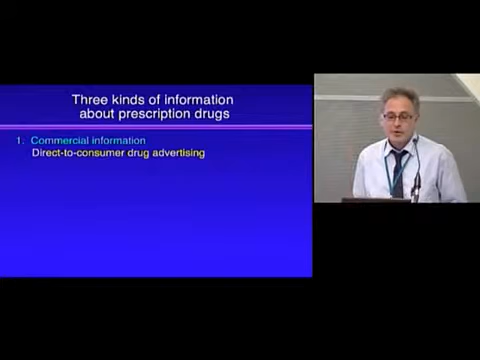 Three kinds of information
about prescription drugs
1. Commercial information
Direct-to-consumer drug advertising